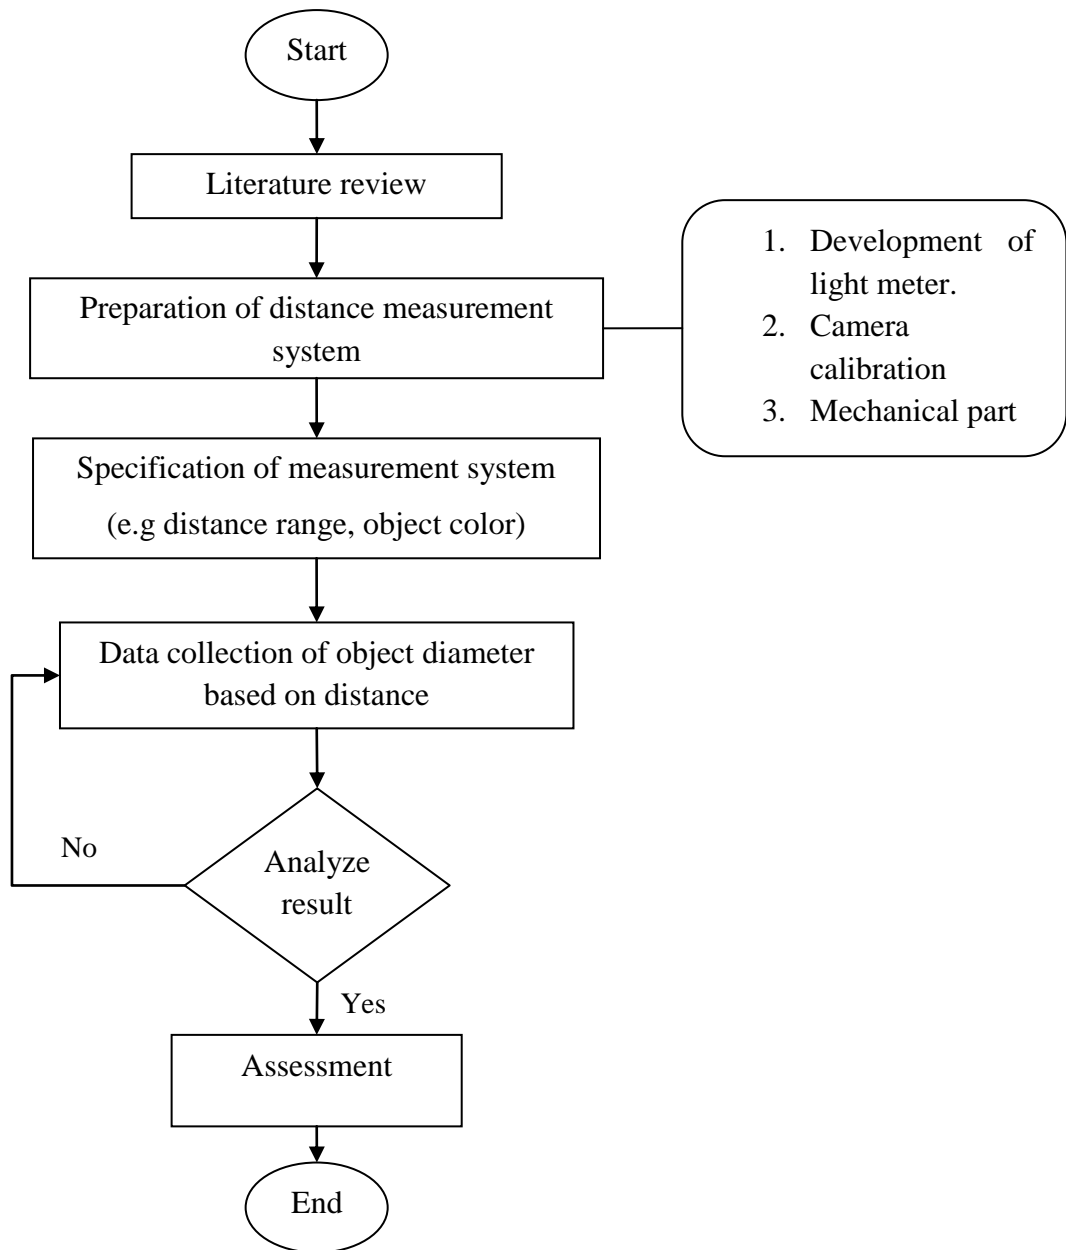 Start
Literature review
Preparation of distance measurement
system
1. Development of
light meter.
2. Camera
calibration
3. Mechanical part
Specification of measurement system
(e.g distance range, object color)
Data collection of object diameter
based on distance
No
Analyze
result
Yes
Assessment
End